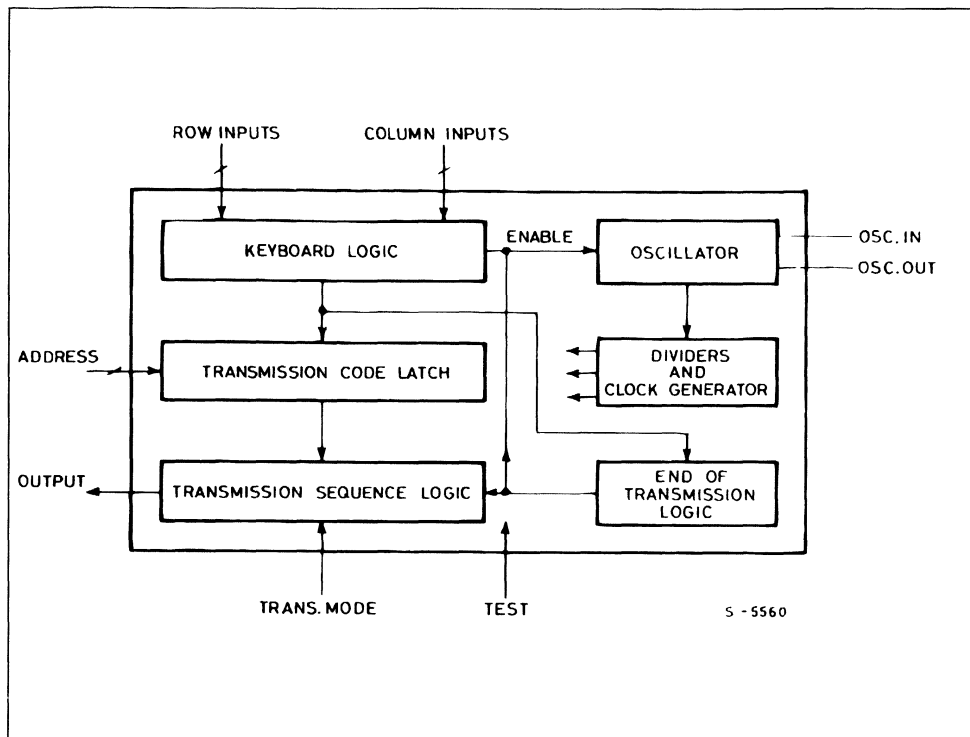 ROW INPUTS
COLUMN INPUTS
KEYBOARD LOGIC
ENABLE
OSCILLATOR
OSC.IN
OSC.OUT
ADDRESS
TRANSMISSION CODE LATCH
DIVIDERS
AND
CLOCK GENERATOR
OUTPUT
TRANSMISSION SEQUENCE LOGIC
END OF
TRANSMISSION
LOGIC
TRANS.MODE
TEST
S-5560